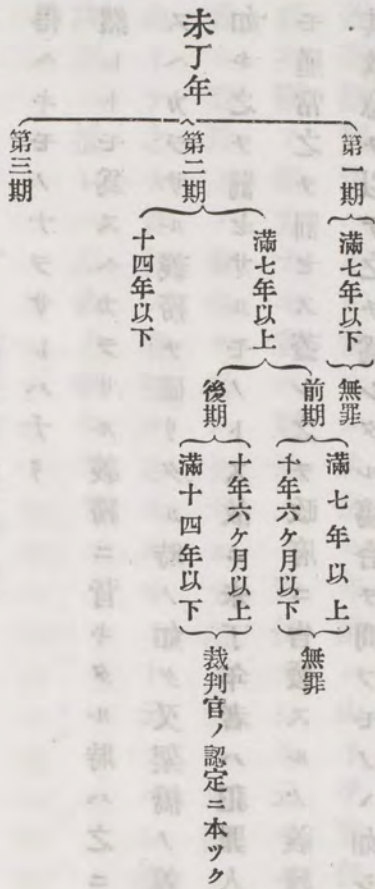 未丁年
第一期
滿七年以下
無罪
第二期
滿七年以上
十四年以下
前期
滿七年以上
十年六ケ月以下
無罪
後期
十年六ケ月以上
滿十四年以下
裁判官ノ認定ニ本ツク
第三期